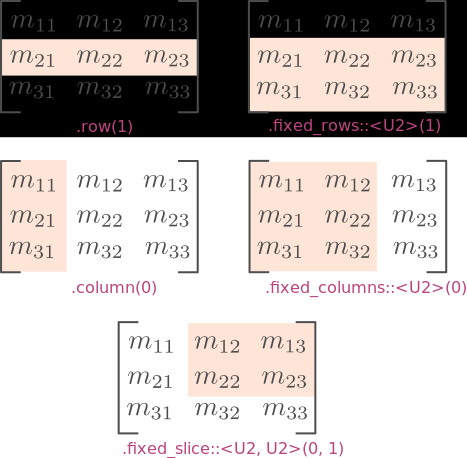 m11 m12 m13 m11 m12 m13
m21 m22 m23 m21 m22 m23
m31 m32 m33 m31 m32 m33
.row(1) .fixed_rows::<U2>(1)
m11 m12 m13 m11 m12 m13
m21 m22 m23 m21 m22 m23
m31 m32 m33 m31 m32 m33
.column(0) .fixed_columns::<U2>(0)
m11 m12 m13
m21 m22 m23
m31 m32 m33
.fixed_slice::<U2, U2>(0, 1)